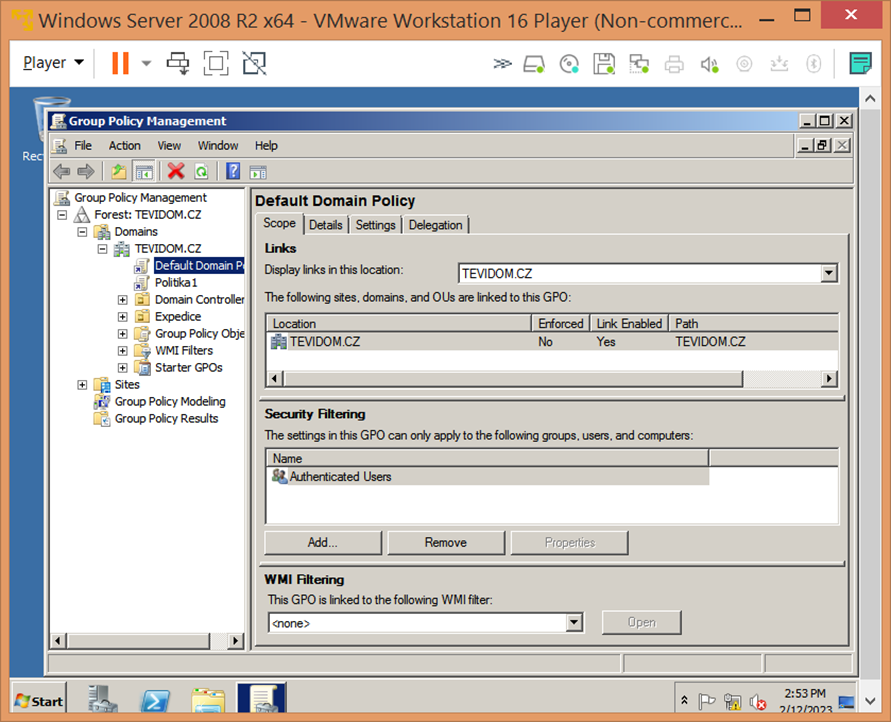 Windows Server 2008 R2 x64 - VMware Workstation 16 Player (Non-commerc...
Player
Group Policy Management
File Action View Window Help
Group Policy Management
Forest: TEVIDOM.CZ
Domains
TEVIDOM.CZ
Default Domain P
Politika1
Domain Controller
Expedice
Group Policy Obje
WMI Filters
Starter GPOs
Sites
Group Policy Modeling
Group Policy Results
Default Domain Policy
Scope Details Settings Delegation
Links
Display links in this location: TEVIDOM.CZ
The following sites, domains, and OUs are linked to this GPO:
Location Enforced Link Enabled Path
TEVIDOM.CZ No Yes TEVIDOM.CZ
Security Filtering
The settings in this GPO can only apply to the following groups, users, and computers:
Name
Authenticated Users
Add... Remove Properties
WMI Filtering
This GPO is linked to the following WMI filter:
<none> Open
Start
2:53 PM
2/12/2023